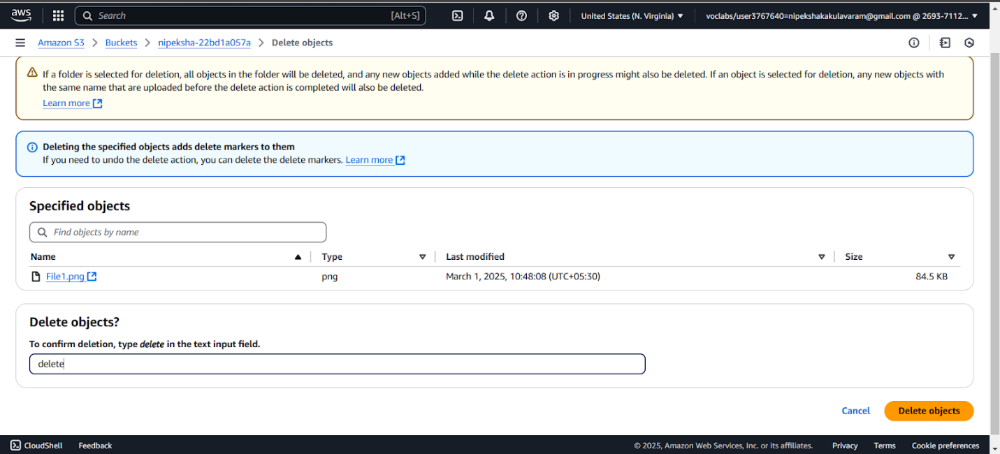 aws
Search [Alt+S]
United States (N. Virginia)
voclabs/user3767640=nipekshakakulavaram@gmail.com @ 2693-7112...
Amazon S3 > Buckets > nipeksha-22bd1a057a > Delete objects
If a folder is selected for deletion, all objects in the folder will be deleted, and any new objects added while the delete action is in progress might also be deleted. If an object is selected for deletion, any new objects with
the same name that are uploaded before the delete action is completed will also be deleted.
Learn more
Deleting the specified objects adds delete markers to them
If you need to undo the delete action, you can delete the delete markers. Learn more
Specified objects
Find objects by name
Name Type Last modified Size
File1.png png March 1, 2025, 10:48:08 (UTC+05:30) 84.5 KB
Delete objects?
To confirm deletion, type delete in the text input field.
delete
Cancel Delete objects
CloudShell Feedback © 2025, Amazon Web Services, Inc. or its affiliates. Privacy Terms Cookie preferences